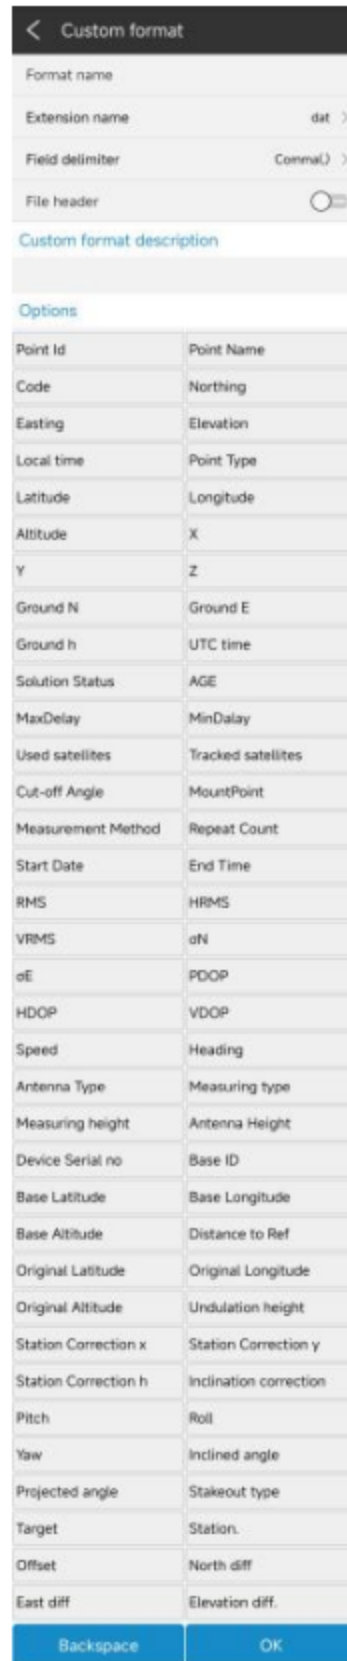 Custom format
Format name
Extension name dat
Field delimiter Comma(,)
File header
Custom format description
Options
Point Id Point Name
Code Northing
Easting Elevation
Local time Point Type
Latitude Longitude
Altitude X
Y Z
Ground N Ground E
Ground h UTC time
Solution Status AGE
MaxDelay MinDalay
Used satellites Tracked satellites
Cut-off Angle MountPoint
Measurement Method Repeat Count
Start Date End Time
RMS HRMS
VRMS σN
σE PDOP
HDOP VDOP
Speed Heading
Antenna Type Measuring type
Measuring height Antenna Height
Device Serial no Base ID
Base Latitude Base Longitude
Base Altitude Distance to Ref
Original Latitude Original Longitude
Original Altitude Undulation height
Station Correction x Station Correction y
Station Correction h Inclination correction
Pitch Roll
Yaw Inclined angle
Projected angle Stakeout type
Target Station.
Offset North diff
East diff Elevation diff.
Backspace OK